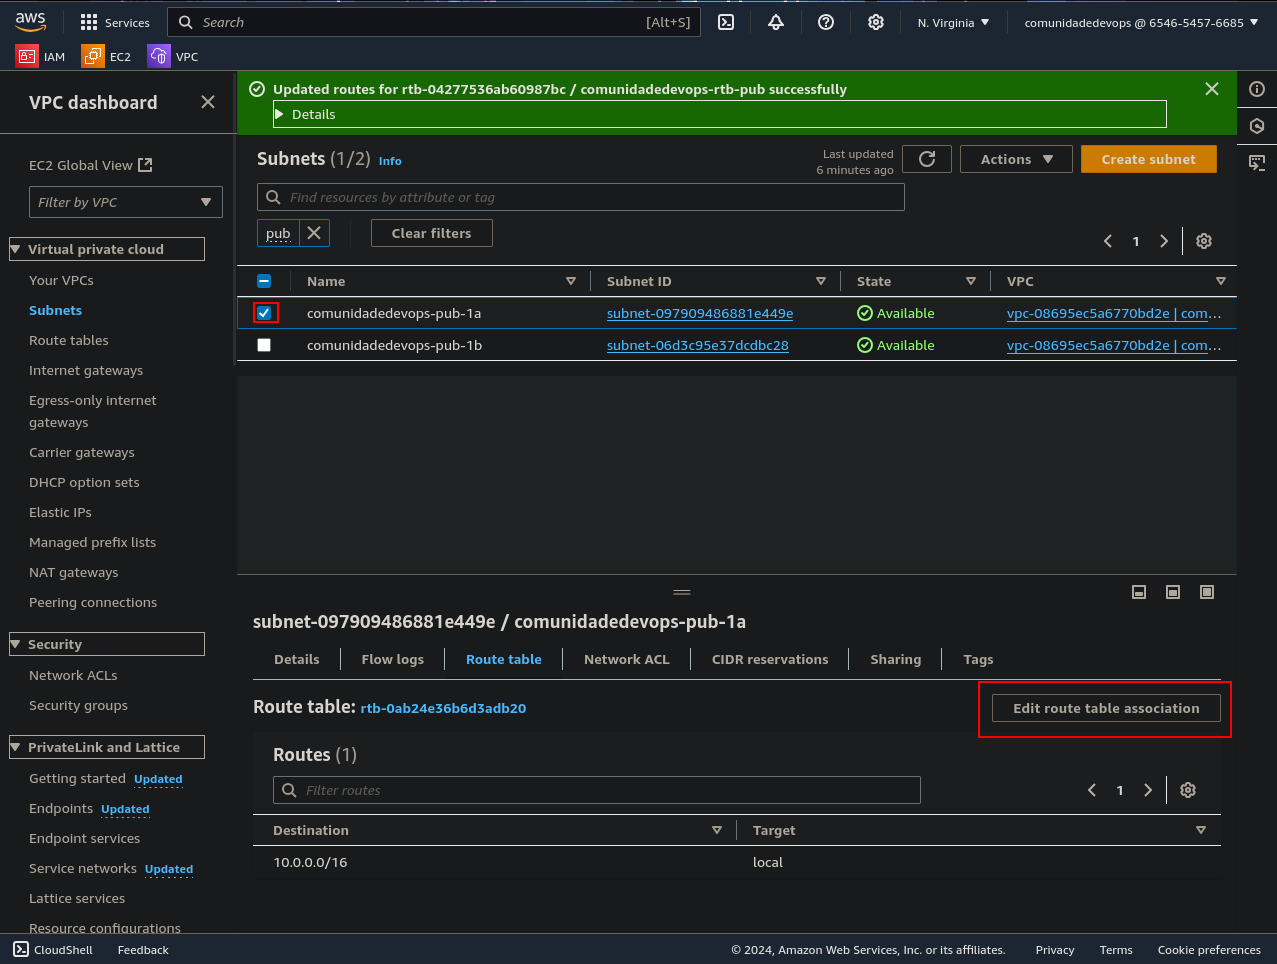 aws
Services
Search
[Alt+S]
N. Virginia
comunidadedevops @ 6546-5457-6685
IAM
EC2
VPC
VPC dashboard
EC2 Global View
Filter by VPC
Virtual private cloud
Your VPCs
Subnets
Route tables
Internet gateways
Egress-only internet
gateways
Carrier gateways
DHCP option sets
Elastic IPs
Managed prefix lists
NAT gateways
Peering connections
Security
Network ACLs
Security groups
PrivateLink and Lattice
Getting started Updated
Endpoints Updated
Endpoint services
Service networks Updated
Lattice services
Resource configurations
Updated routes for rtb-04277536ab60987bc / comunidadedevops-rtb-pub successfully
Details
Subnets (1/2) Info
Last updated
6 minutes ago
Actions
Create subnet
Find resources by attribute or tag
pub
Clear filters
1
Name Subnet ID State VPC
comunidadedevops-pub-1a subnet-097909486881e449e Available vpc-08695ec5a6770bd2e | com...
comunidadedevops-pub-1b subnet-06d3c95e37dcdbc28 Available vpc-08695ec5a6770bd2e | com...
subnet-097909486881e449e / comunidadedevops-pub-1a
Details Flow logs Route table Network ACL CIDR reservations Sharing Tags
Route table: rtb-0ab24e36b6d3adb20
Edit route table association
Routes (1)
Filter routes
1
Destination Target
10.0.0.0/16 local
CloudShell Feedback © 2024, Amazon Web Services, Inc. or its affiliates. Privacy Terms Cookie preferences